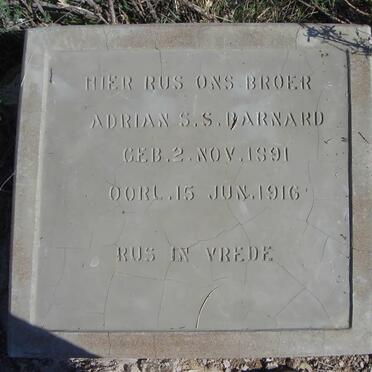 HIER RUS ONS BROER
ADRIAN S.S. BARNARD
GEB. 2. NOV. 1891
OORL. 15 JUN. 1916
RUS IN VREDE